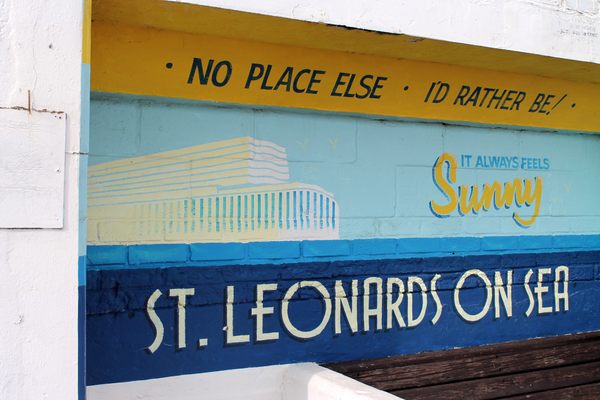 · NO PLACE ELSE · I'D RATHER BE! ·
IT ALWAYS FEELS
Sunny
ST. LEONARDS ON SEA